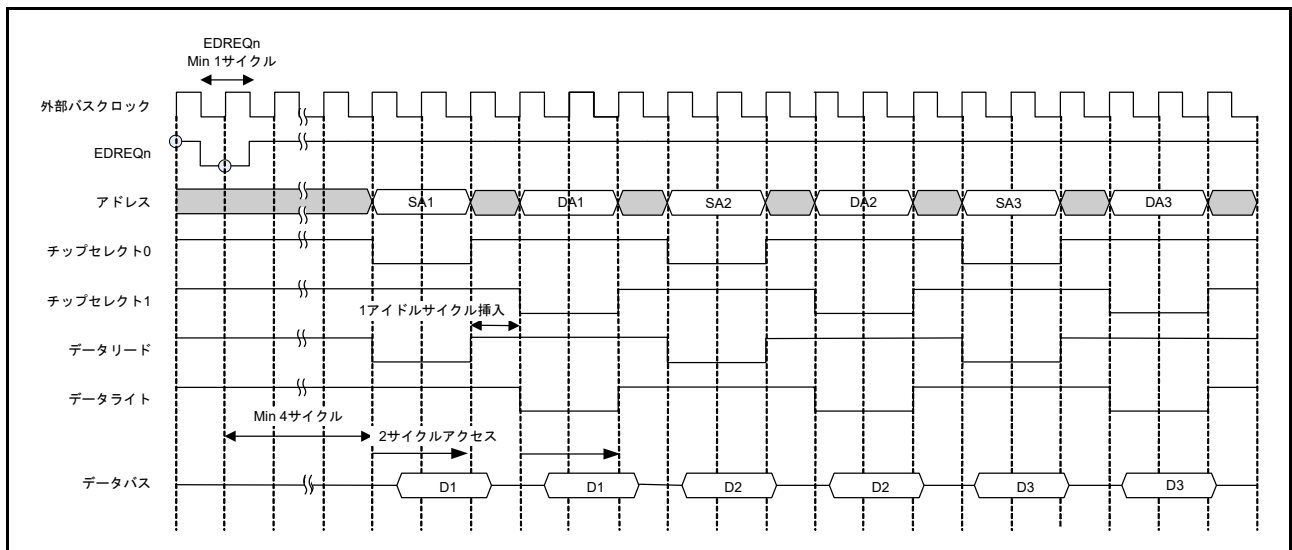 EDREQn
Min 1サイクル
外部バスクロック
EDREQn
アドレス
SA1
DA1
SA2
DA2
SA3
DA3
チップセレクト0
チップセレクト1
1アイドルサイクル挿入
データリード
データライト
Min 4サイクル
2サイクルアクセス
データバス
D1
D1
D2
D2
D3
D3